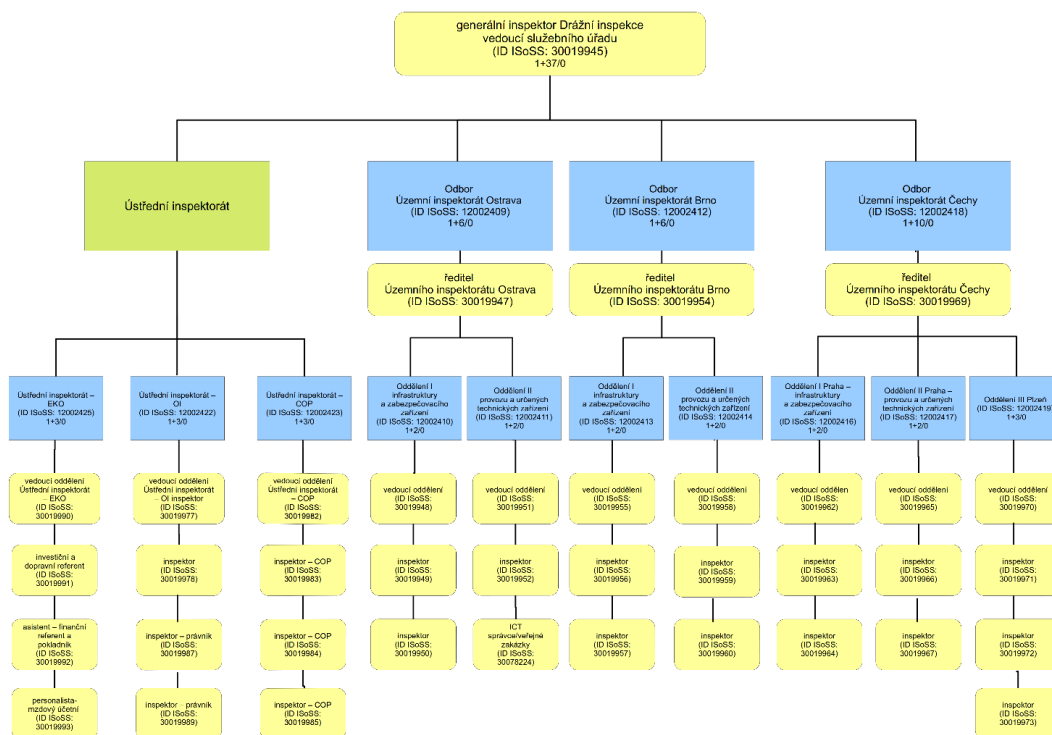 generální inspektor Drážní inspekce
vedoucí služebního úřadu
(ID ISoSS: 30019945)
1+37/0
Ústřední inspektorát
Odbor
Územní inspektorát Ostrava
(ID ISoSS: 12002409)
1+6/0
Odbor
Územní inspektorát Brno
(ID ISoSS: 12002412)
1+6/0
Odbor
Územní inspektorát Čechy
(ID ISoSS: 12002418)
1+10/0
ředitel
Územního inspektorátu Ostrava
(ID ISoSS: 30019947)
ředitel
Územního inspektorátu Brno
(ID ISoSS: 30019954)
ředitel
Územního inspektorátu Čechy
(ID ISoSS: 30019969)
Ústřední inspektorát –
EKO
(ID ISoSS: 12002425)
1+3/0
Ústřední inspektorát –
OI
(ID ISoSS: 12002422)
1+3/0
Ústřední inspektorát –
COP
(ID ISoSS: 12002423)
1+3/0
Oddělení I
infrastruktury
a zabezpečovacího
zařízení
(ID ISoSS: 12002410)
1+2/0
Oddělení II
provozu a určených
technických zařízení
(ID ISoSS: 12002411)
1+2/0
Oddělení I
infrastruktury
a zabezpečovacího
zařízení
(ID ISoSS: 12002413
1+2/0
Oddělení II
provozu a určených
technických zařízení
(ID ISoSS: 12002414
1+2/0
Oddělení I Praha –
infrastruktury
a zabezpečovacího
zařízení
(ID ISoSS: 12002416)
1+2/0
Oddělení II Praha –
provozu a určených
technických zařízení
(ID ISoSS: 12002417)
1+2/0
Oddělení III Plzeň
(ID ISoSS: 12002419)
1+3/0
vedoucí oddělení
Ústřední inspektorát
– EKO
(ID ISoSS:
30019990)
vedoucí oddělení
Ústřední inspektorát
– OI inspektor
(ID ISoSS:
30019977)
vedoucí oddělení
Ústřední inspektorát
– COP
(ID ISoSS:
30019982)
vedoucí oddělení
(ID ISoSS:
30019948)
vedoucí oddělení
(ID ISoSS:
30019951)
vedoucí oddělení
(ID ISoSS:
30019955)
vedoucí oddělení
(ID ISoSS:
30019958)
vedoucí oddělen
(ID ISoSS:
30019962)
vedoucí oddělení
(ID ISoSS:
30019965)
vedoucí oddělení
(ID ISoSS:
30019970)
investiční a
dopravní referent
(ID ISoSS:
30019991)
inspektor
(ID ISoSS:
30019978)
inspektor – COP
(ID ISoSS:
30019983)
inspektor
(ID ISoSS:
30019949)
inspektor
(ID ISoSS:
30019952)
inspektor
(ID ISoSS:
30019956)
inspektor
(ID ISoSS:
30019959)
inspektor
(ID ISoSS:
30019963)
inspektor
(ID ISoSS:
30019966)
inspektor
(ID ISoSS:
30019971)
asistent – finanční
referent a
pokladník
(ID ISoSS:
30019992)
inspektor – právník
(ID ISoSS:
30019987)
inspektor – COP
(ID ISoSS:
30019984)
inspektor
(ID ISoSS:
30019950)
ICT
správce/veřejné
zakázky
(ID ISoSS:
30078224)
inspektor
(ID ISoSS:
30019957)
inspektor
(ID ISoSS:
30019960)
inspektor
(ID ISoSS:
30019964)
inspektor
(ID ISoSS:
30019967)
inspektor
(ID ISoSS:
30019972)
personalista-
mzdový účetní
(ID ISoSS:
30019993)
inspektor – právník
(ID ISoSS:
30019989)
inspektor – COP
(ID ISoSS:
30019985)
inspektor
(ID ISoSS:
30019973)